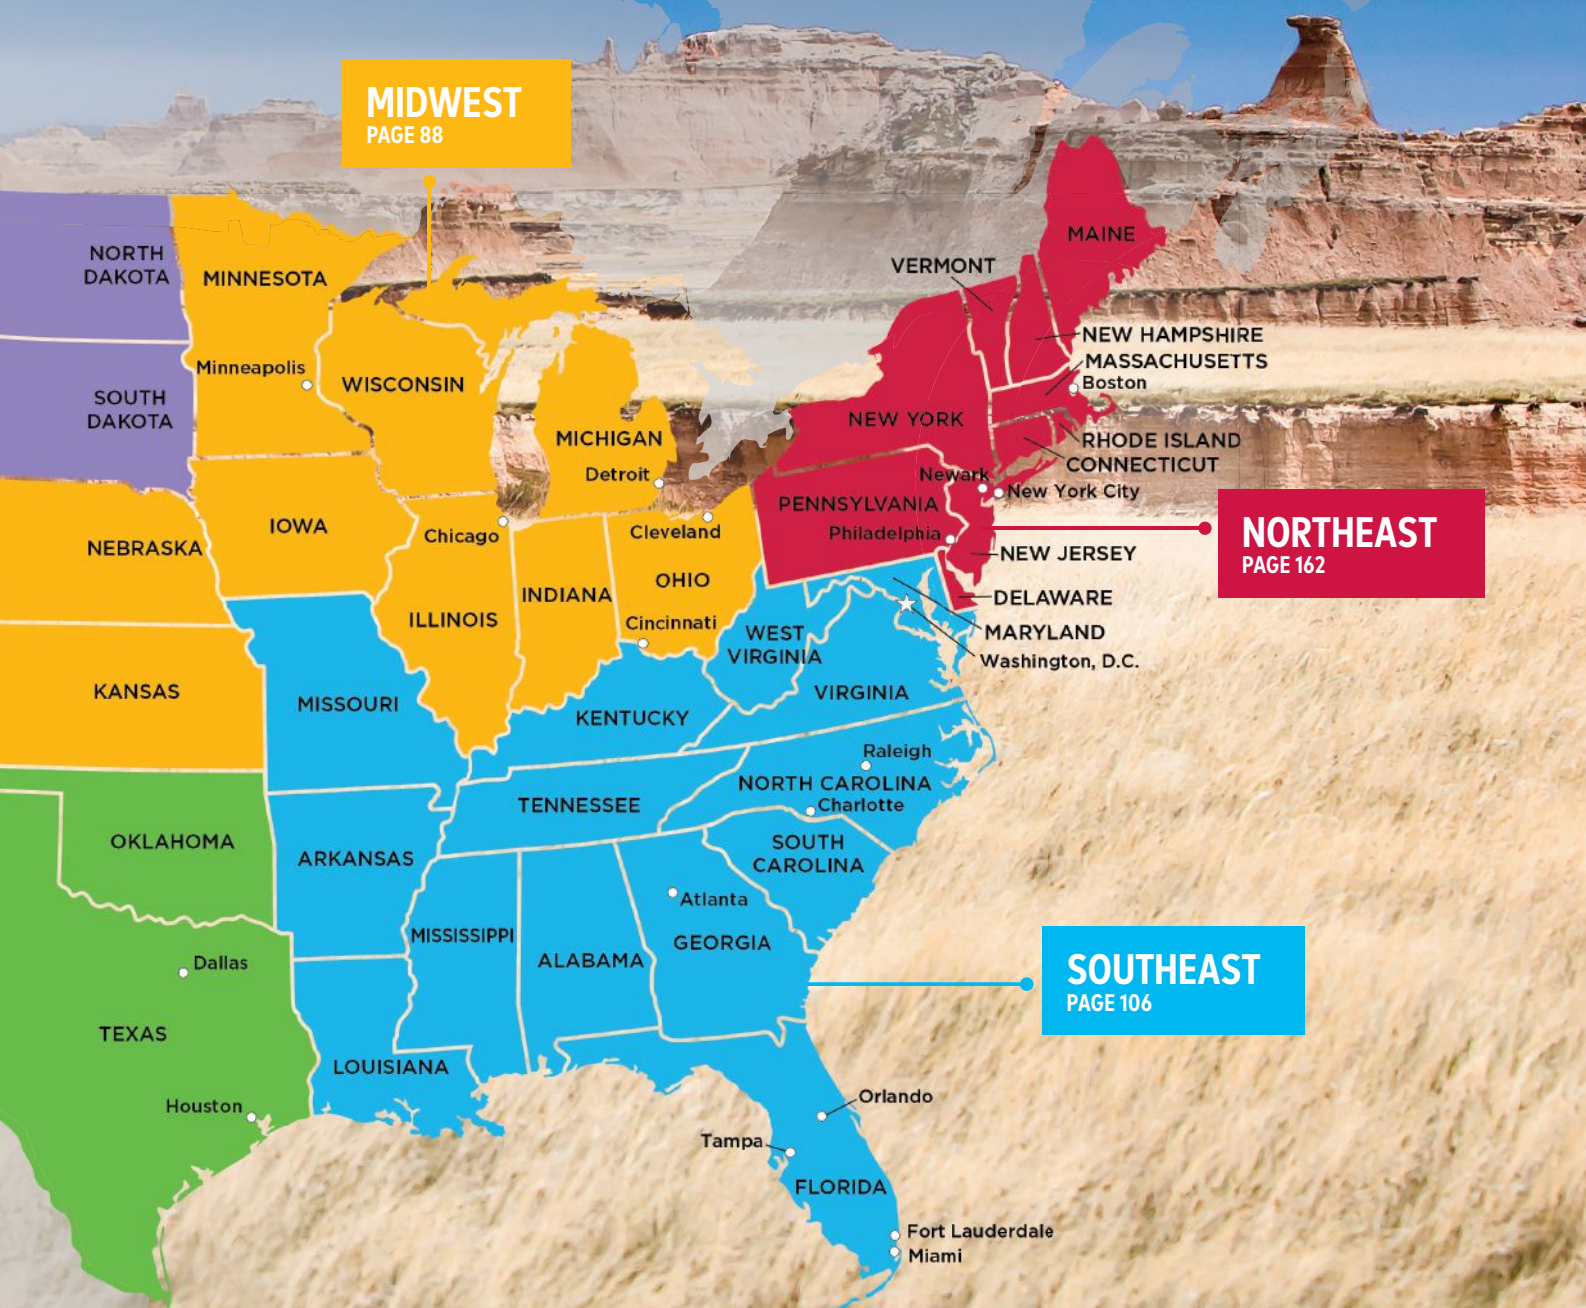 MIDWEST
PAGE 88
NORTH
DAKOTA
MINNESOTA
VERMONT
MAINE
NEW HAMPSHIRE
MASSACHUSETTS
Boston
Minneapolis
WISCONSIN
SOUTH
DAKOTA
MICHIGAN
NEW YORK
RHODE ISLAND
CONNECTICUT
Detroit
Newark
New York City
PENNSYLVANIA
Philadelphia
NORTHEAST
PAGE 162
NEBRASKA
IOWA
Chicago
Cleveland
NEW JERSEY
OHIO
INDIANA
DELAWARE
ILLINOIS
Cincinnati
WEST
VIRGINIA
MARYLAND
Washington, D.C.
KANSAS
MISSOURI
KENTUCKY
VIRGINIA
Raleigh
NORTH CAROLINA
Charlotte
TENNESSEE
OKLAHOMA
ARKANSAS
SOUTH
CAROLINA
Atlanta
MISSISSIPPI
ALABAMA
GEORGIA
SOUTHEAST
PAGE 106
Dallas
TEXAS
LOUISIANA
Houston
Orlando
Tampa
FLORIDA
Fort Lauderdale
Miami